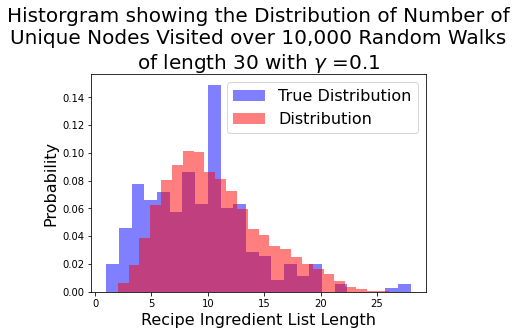 Historgram showing the Distribution of Number of
Unique Nodes Visited over 10,000 Random Walks
of length 30 with γ =0.1
True Distribution
Distribution
Probability
0.14
0.12
0.10
0.08
0.06
0.04
0.02
0.00
0 5 10 15 20 25
Recipe Ingredient List Length